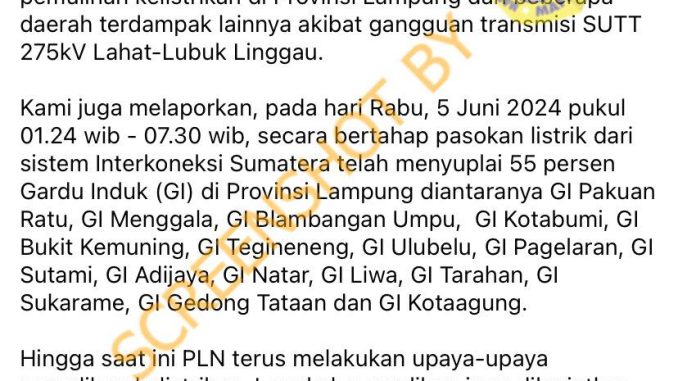 pemulihan kelistrikan di Provinsi Lampung dan beberapa
daerah terdampak lainnya akibat gangguan transmisi SUTT
275kV Lahat-Lubuk Linggau.
Kami juga melaporkan, pada hari Rabu, 5 Juni 2024 pukul
01.24 wib - 07.30 wib, secara bertahap pasokan listrik dari
sistem Interkoneksi Sumatera telah menyuplai 55 persen
Gardu Induk (GI) di Provinsi Lampung diantaranya GI Pakuan
Ratu, GI Menggala, GI Blambangan Umpu,  GI Kotabumi, GI
Bukit Kemuning, GI Tegineneng, GI Ulubelu, GI Pagelaran, GI
Sutami, GI Adijaya, GI Natar, GI Liwa, GI Tarahan, GI
Sukarame, GI Gedong Tataan dan GI Kotaagung.
Hingga saat ini PLN terus melakukan upaya-upaya
SCREENSHOT BY